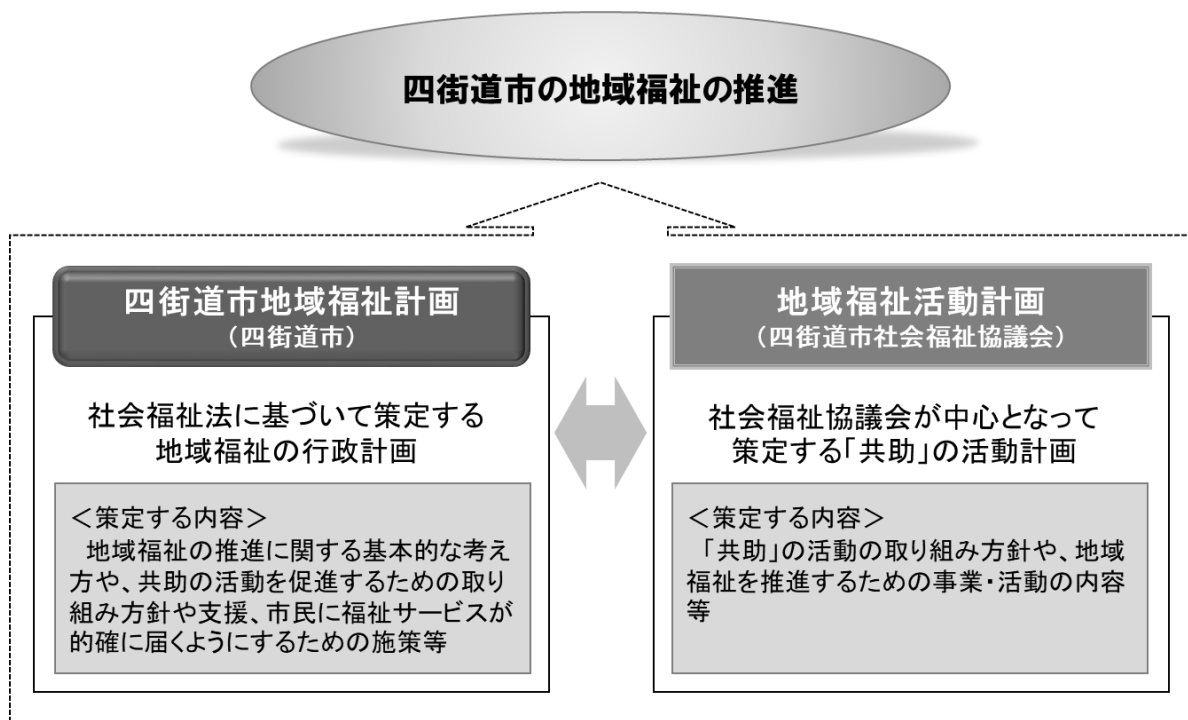 四街道市の地域福祉の推進
四街道市地域福祉計画
（四街道市）
社会福祉法に基づいて策定する
地域福祉の行政計画
＜策定する内容＞
地域福祉の推進に関する基本的な考え
方や、共助の活動を促進するための取り
組み方針や支援、市民に福祉サービスが
的確に届くようにするための施策等
地域福祉活動計画
（四街道市社会福祉協議会）
社会福祉協議会が中心となって
策定する「共助」の活動計画
＜策定する内容＞
「共助」の活動の取り組み方針や、地域
福祉を推進するための事業・活動の内容
等